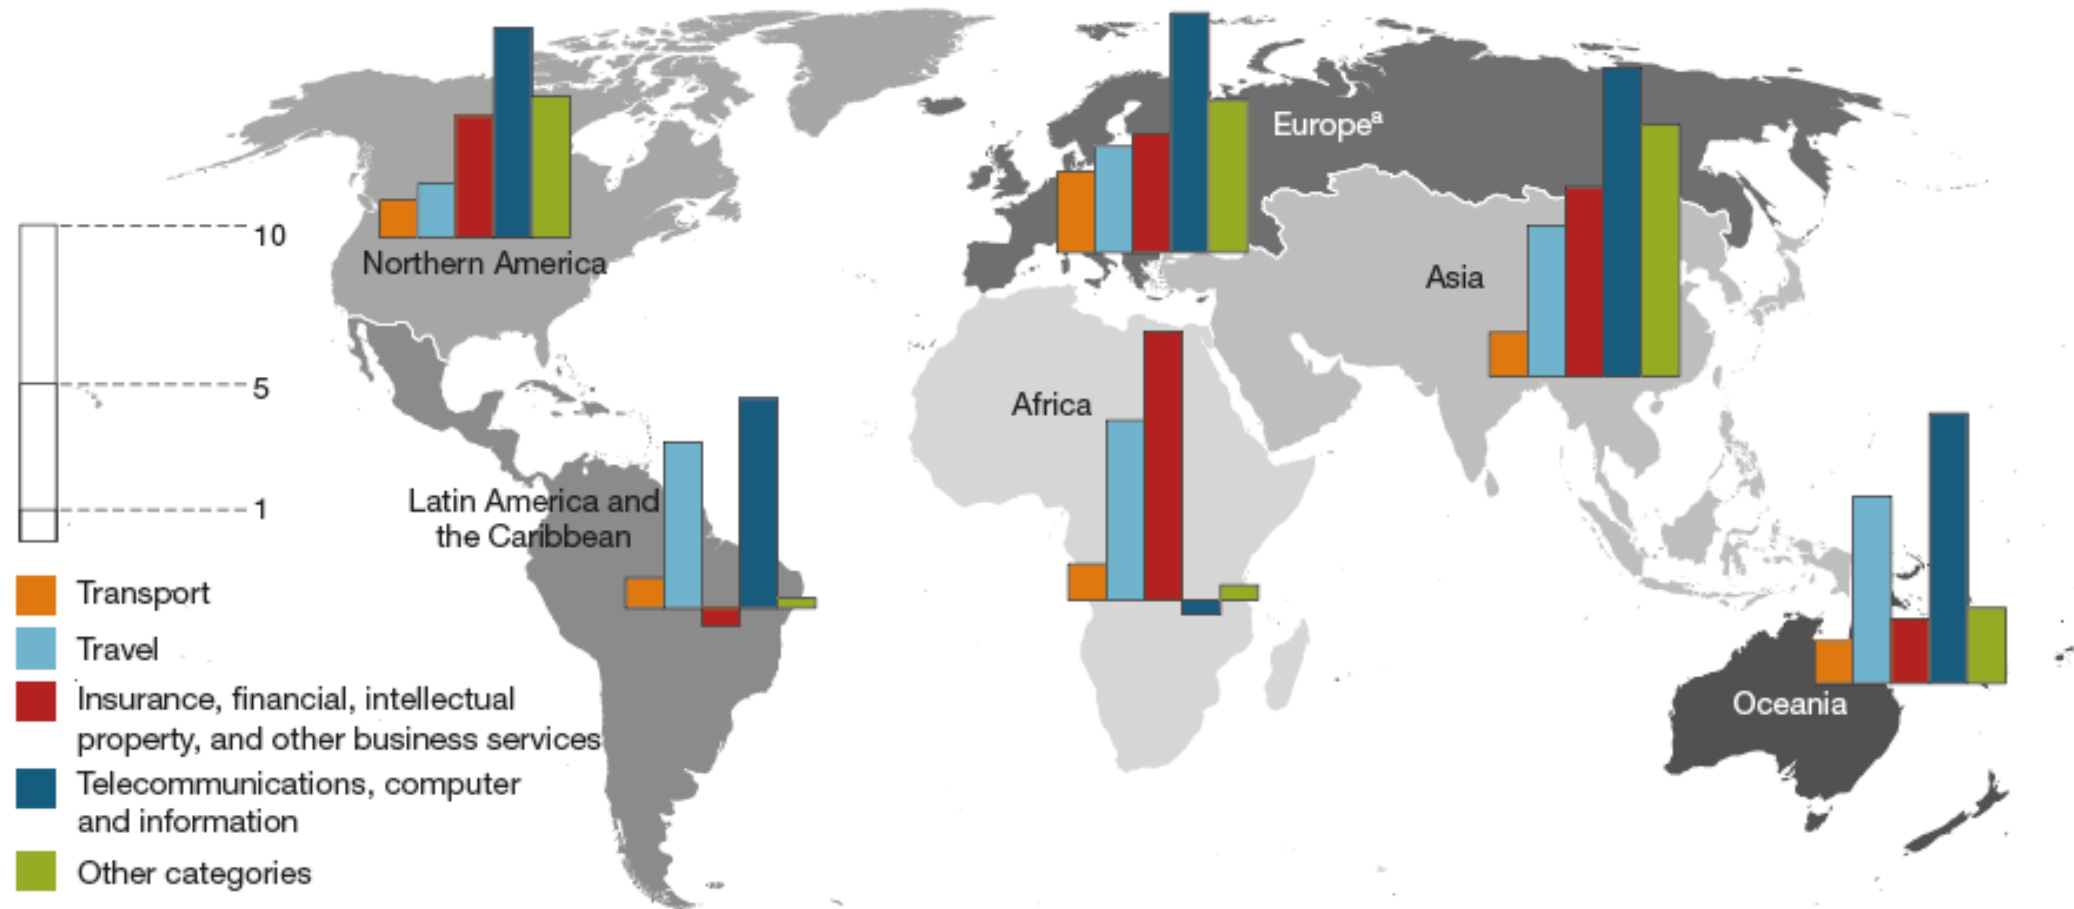 Northern America
Europeᵃ
Asia
Africa
Latin America and
the Caribbean
Oceania
10
5
1
Transport
Travel
Insurance, financial, intellectual
property, and other business services
Telecommunications, computer
and information
Other categories